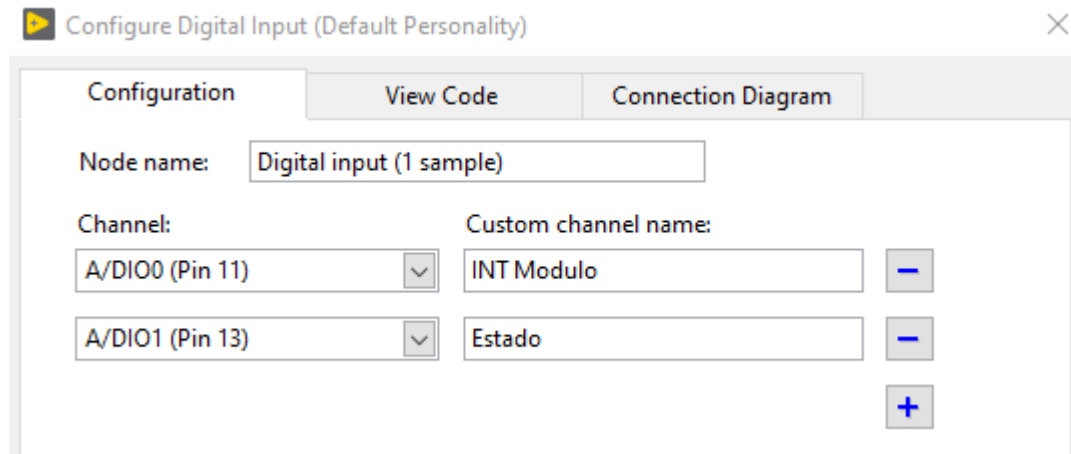 Configure Digital Input (Default Personality)
Configuration View Code Connection Diagram
Node name: Digital input (1 sample)
Channel: Custom channel name:
A/DIO0 (Pin 11) INT Modulo
A/DIO1 (Pin 13) Estado